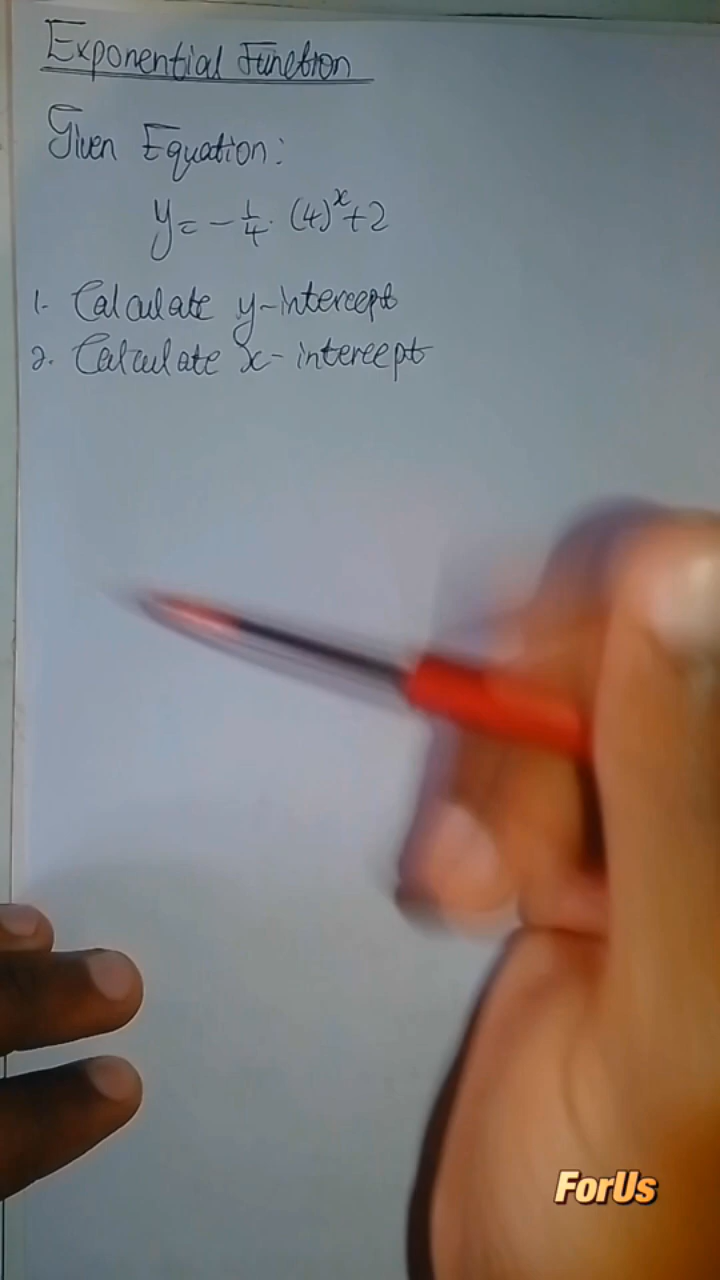 Exponential Function
Given Equation:
y = - 1/4 . (4)^x + 2
1. Calculate y-intercept
2. Calculate x-intercept
ForUs